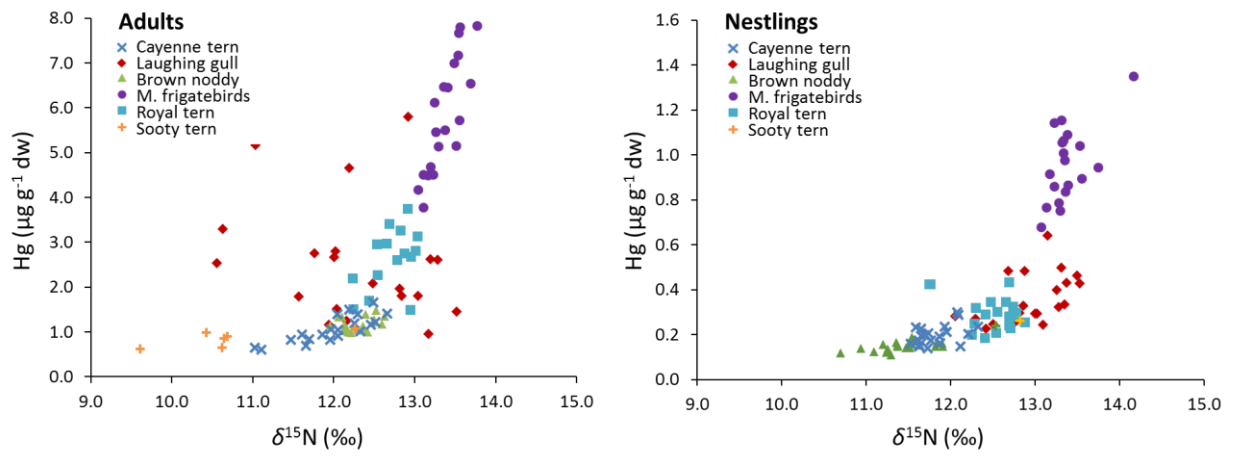 Adults
Cayenne tern
Laughing gull
Brown noddy
M. frigatebirds
Royal tern
Sooty tern
8.0
7.0
6.0
5.0
4.0
3.0
2.0
1.0
0.0
Hg (μg g⁻¹ dw)
9.0 10.0 11.0 12.0 13.0 14.0 15.0
δ¹⁵N (‰)
Nestlings
Cayenne tern
Laughing gull
Brown noddy
M. frigatebirds
Royal tern
Sooty tern
1.6
1.4
1.2
1.0
0.8
0.6
0.4
0.2
0.0
Hg (μg g⁻¹ dw)
9.0 10.0 11.0 12.0 13.0 14.0 15.0
δ¹⁵N (‰)